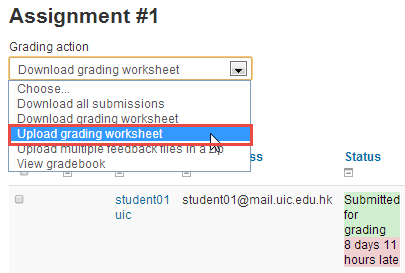 Assignment #1
Grading action
Download grading worksheet
Choose...
Download all submissions
Download grading worksheet
Upload grading worksheet
Upload multiple feedback files in a zip
View gradebook
ss Status
student01 uic student01@mail.uic.edu.hk Submitted
for
grading
8 days 11
hours late